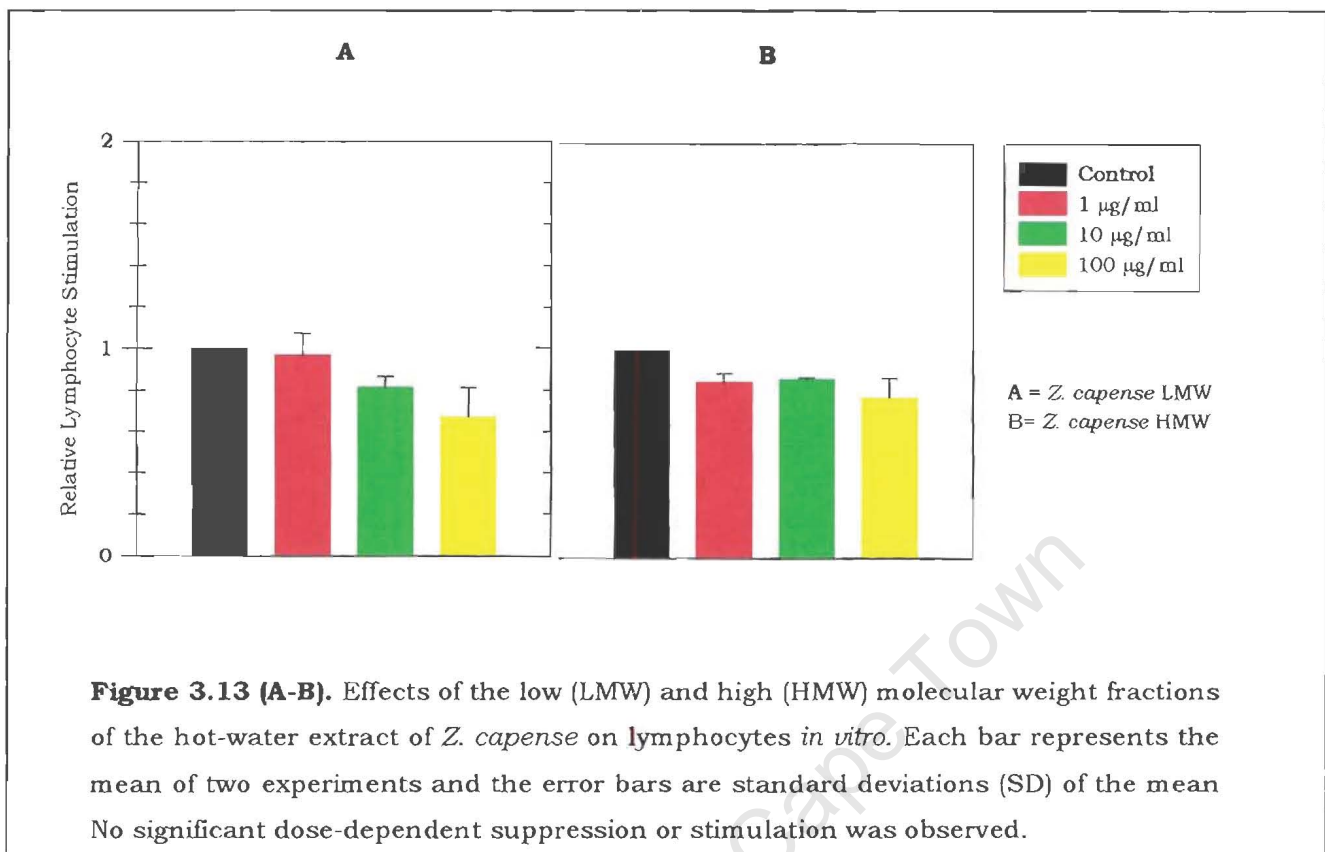 A
B
2
1
0
Relative Lymphocyte Stimulation
Control
1 µg/ml
10 µg/ml
100 µg/ml
A = Z. capense LMW
B= Z. capense HMW
Cape Town
Figure 3.13 (A-B). Effects of the low (LMW) and high (HMW) molecular weight fractions
of the hot-water extract of Z. capense on lymphocytes in vitro. Each bar represents the
mean of two experiments and the error bars are standard deviations (SD) of the mean
No significant dose-dependent suppression or stimulation was observed.